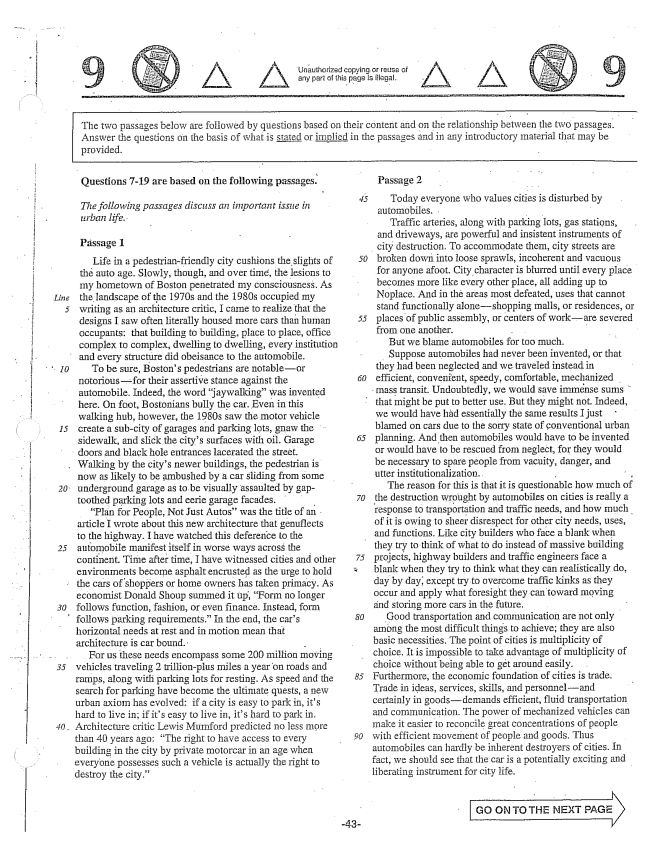 9
Unauthorized copying or reuse of
any part of this page is illegal.
9
The two passages below are followed by questions based on their content and on the relationship between the two passages.
Answer the questions on the basis of what is stated or implied in the passages and in any introductory material that may be
provided.
Questions 7-19 are based on the following passages.
The following passages discuss an important issue in
urban life.
Passage 1
Life in a pedestrian-friendly city cushions the slights of
the auto age. Slowly, though, and over time, the lesions to
my hometown of Boston penetrated my consciousness. As
Line the landscape of the 1970s and the 1980s occupied my
5 writing as an architecture critic, I came to realize that the
designs I saw often literally housed more cars than human
occupants: that building to building, place to place, office
complex to complex, dwelling to dwelling, every institution
and every structure did obeisance to the automobile.
10 To be sure, Boston's pedestrians are notable—or
notorious—for their assertive stance against the
automobile. Indeed, the word "jaywalking" was invented
here. On foot, Bostonians bully the car. Even in this
walking hub, however, the 1980s saw the motor vehicle
15 create a sub-city of garages and parking lots, gnaw the
sidewalk, and slick the city's surfaces with oil. Garage
doors and black hole entrances lacerated the street.
Walking by the city's newer buildings, the pedestrian is
now as likely to be ambushed by a car sliding from some
20 underground garage as to be visually assaulted by gap-
toothed parking lots and eerie garage facades.
"Plan for People, Not Just Autos" was the title of an
article I wrote about this new architecture that genuflects
to the highway. I have watched this deference to the
25 automobile manifest itself in worse ways across the
continent. Time after time, I have witnessed cities and other
environments become asphalt encrusted as the urge to hold
the cars of shoppers or home owners has taken primacy. As
economist Donald Shoup summed it up, "Form no longer
30 follows function, fashion, or even finance. Instead, form
follows parking requirements." In the end, the car's
horizontal needs at rest and in motion mean that
architecture is car bound.
For us these needs encompass some 200 million moving
35 vehicles traveling 2 trillion-plus miles a year on roads and
ramps, along with parking lots for resting. As speed and the
search for parking have become the ultimate quests, a new
urban axiom has evolved: if a city is easy to park in, it's
hard to live in; if it's easy to live in, it's hard to park in.
40 Architecture critic Lewis Mumford predicted no less more
than 40 years ago: "The right to have access to every
building in the city by private motorcar in an age when
everyone possesses such a vehicle is actually the right to
destroy the city."
Passage 2
45 Today everyone who values cities is disturbed by
automobiles.
Traffic arteries, along with parking lots, gas stations,
and driveways, are powerful and insistent instruments of
city destruction. To accommodate them, city streets are
50 broken down into loose sprawls, incoherent and vacuous
for anyone afoot. City character is blurred until every place
becomes more like every other place, all adding up to
Noplace. And in the areas most defeated, uses that cannot
stand functionally alone—shopping malls, or residences, or
55 places of public assembly, or centers of work—are severed
from one another.
But we blame automobiles for too much.
Suppose automobiles had never been invented, or that
they had been neglected and we traveled instead in
60 efficient, convenient, speedy, comfortable, mechanized
mass transit. Undoubtedly, we would save immense sums
that might be put to better use. But they might not. Indeed,
we would have had essentially the same results I just
blamed on cars due to the sorry state of conventional urban
65 planning. And then automobiles would have to be invented
or would have to be rescued from neglect, for they would
be necessary to spare people from vacuity, danger, and
utter institutionalization.
The reason for this is that it is questionable how much of
70 the destruction wrought by automobiles on cities is really a
response to transportation and traffic needs, and how much
of it is owing to sheer disrespect for other city needs, uses,
and functions. Like city builders who face a blank when
they try to think of what to do instead of massive building
75 projects, highway builders and traffic engineers face a
blank when they try to think what they can realistically do,
day by day, except try to overcome traffic kinks as they
occur and apply what foresight they can toward moving
and storing more cars in the future.
80 Good transportation and communication are not only
among the most difficult things to achieve; they are also
basic necessities. The point of cities is multiplicity of
choice. It is impossible to take advantage of multiplicity of
choice without being able to get around easily.
85 Furthermore, the economic foundation of cities is trade.
Trade in ideas, services, skills, and personnel—and
certainly in goods—demands efficient, fluid transportation
and communication. The power of mechanized vehicles can
make it easier to reconcile great concentrations of people
90 with efficient movement of people and goods. Thus
automobiles can hardly be inherent destroyers of cities. In
fact, we should see that the car is a potentially exciting and
liberating instrument for city life.
GO ON TO THE NEXT PAGE
-43-